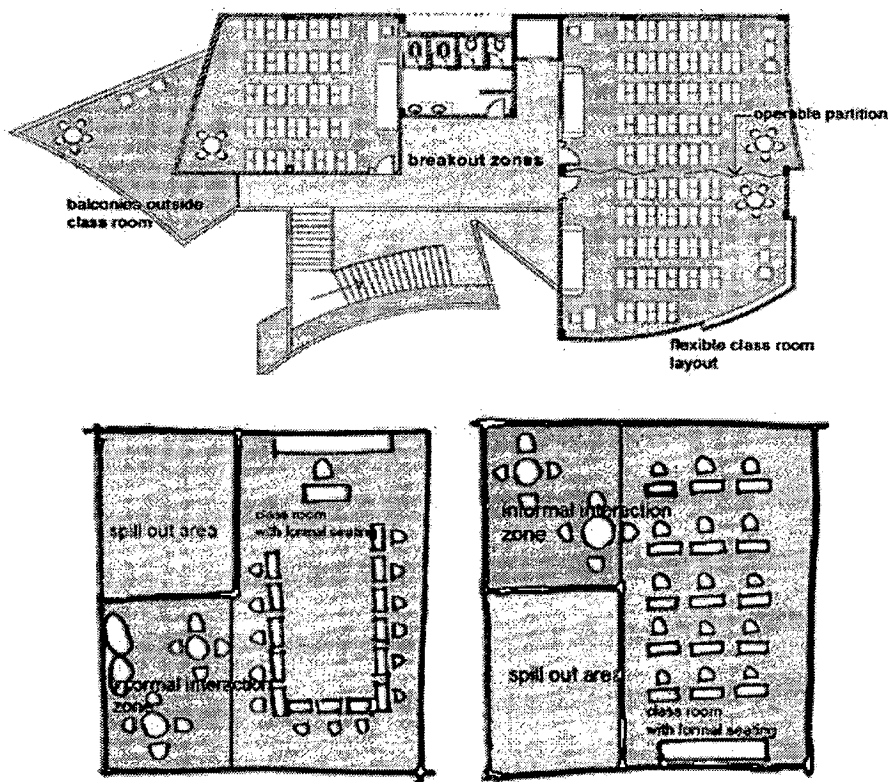 operable partition
breakout zones
balconies outside
class room
flexible class room
layout
spill out area
class room
with formal seating
informal interaction
zone
informal interaction
zone
spill out area
class room
with formal seating